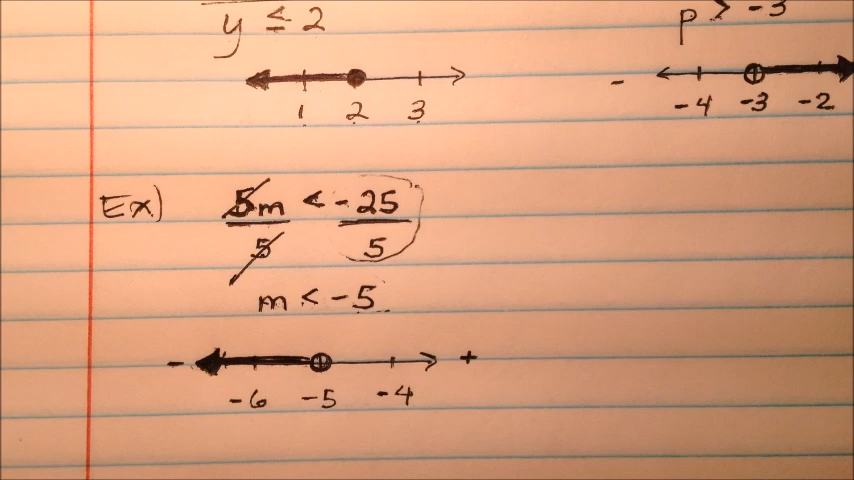 y ≤ 2
1 2 3
p > -3
-
-4 -3 -2
Ex) 5m < -25
5 5
m < -5
- +
-6 -5 -4